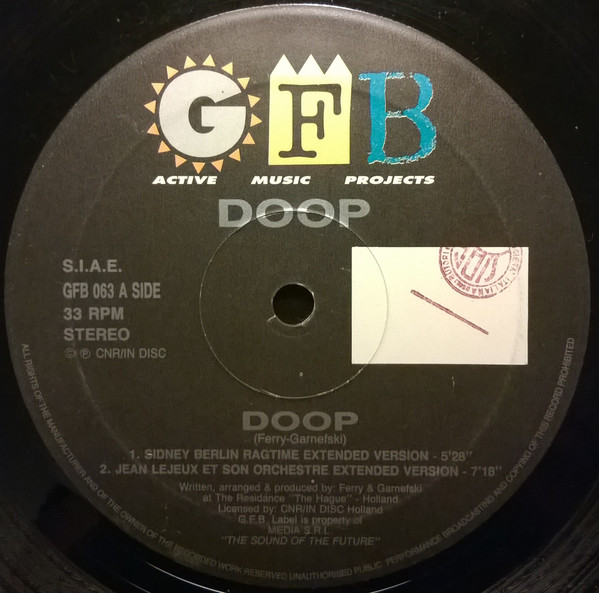 GFB
ACTIVE MUSIC PROJECTS
DOOP
S.I.A.E.
GFB 063 A SIDE
33 RPM
STEREO
© ℗ CNR/IN DISC
DOOP
(Ferry-Garnefski)
1. SIDNEY BERLIN RAGTIME EXTENDED VERSION - 5'28"
2. JEAN LEJEUX ET SON ORCHESTRE EXTENDED VERSION - 7'18"
Written, arranged & produced by: Ferry & Garnefski
at The Residance "The Hague" - Holland
Licensed by: CNR/IN DISC Holland
G.F.B. Label is property of
MEDIA S.R.L.
"THE SOUND OF THE FUTURE"
ALL RIGHTS OF THE MANUFACTURER AND OF THE OWNER OF THE RECORDED WORK RESERVED UNAUTHORISED PUBLIC PERFORMANCE BROADCASTING AND COPYING OF THIS RECORD PROHIBITED